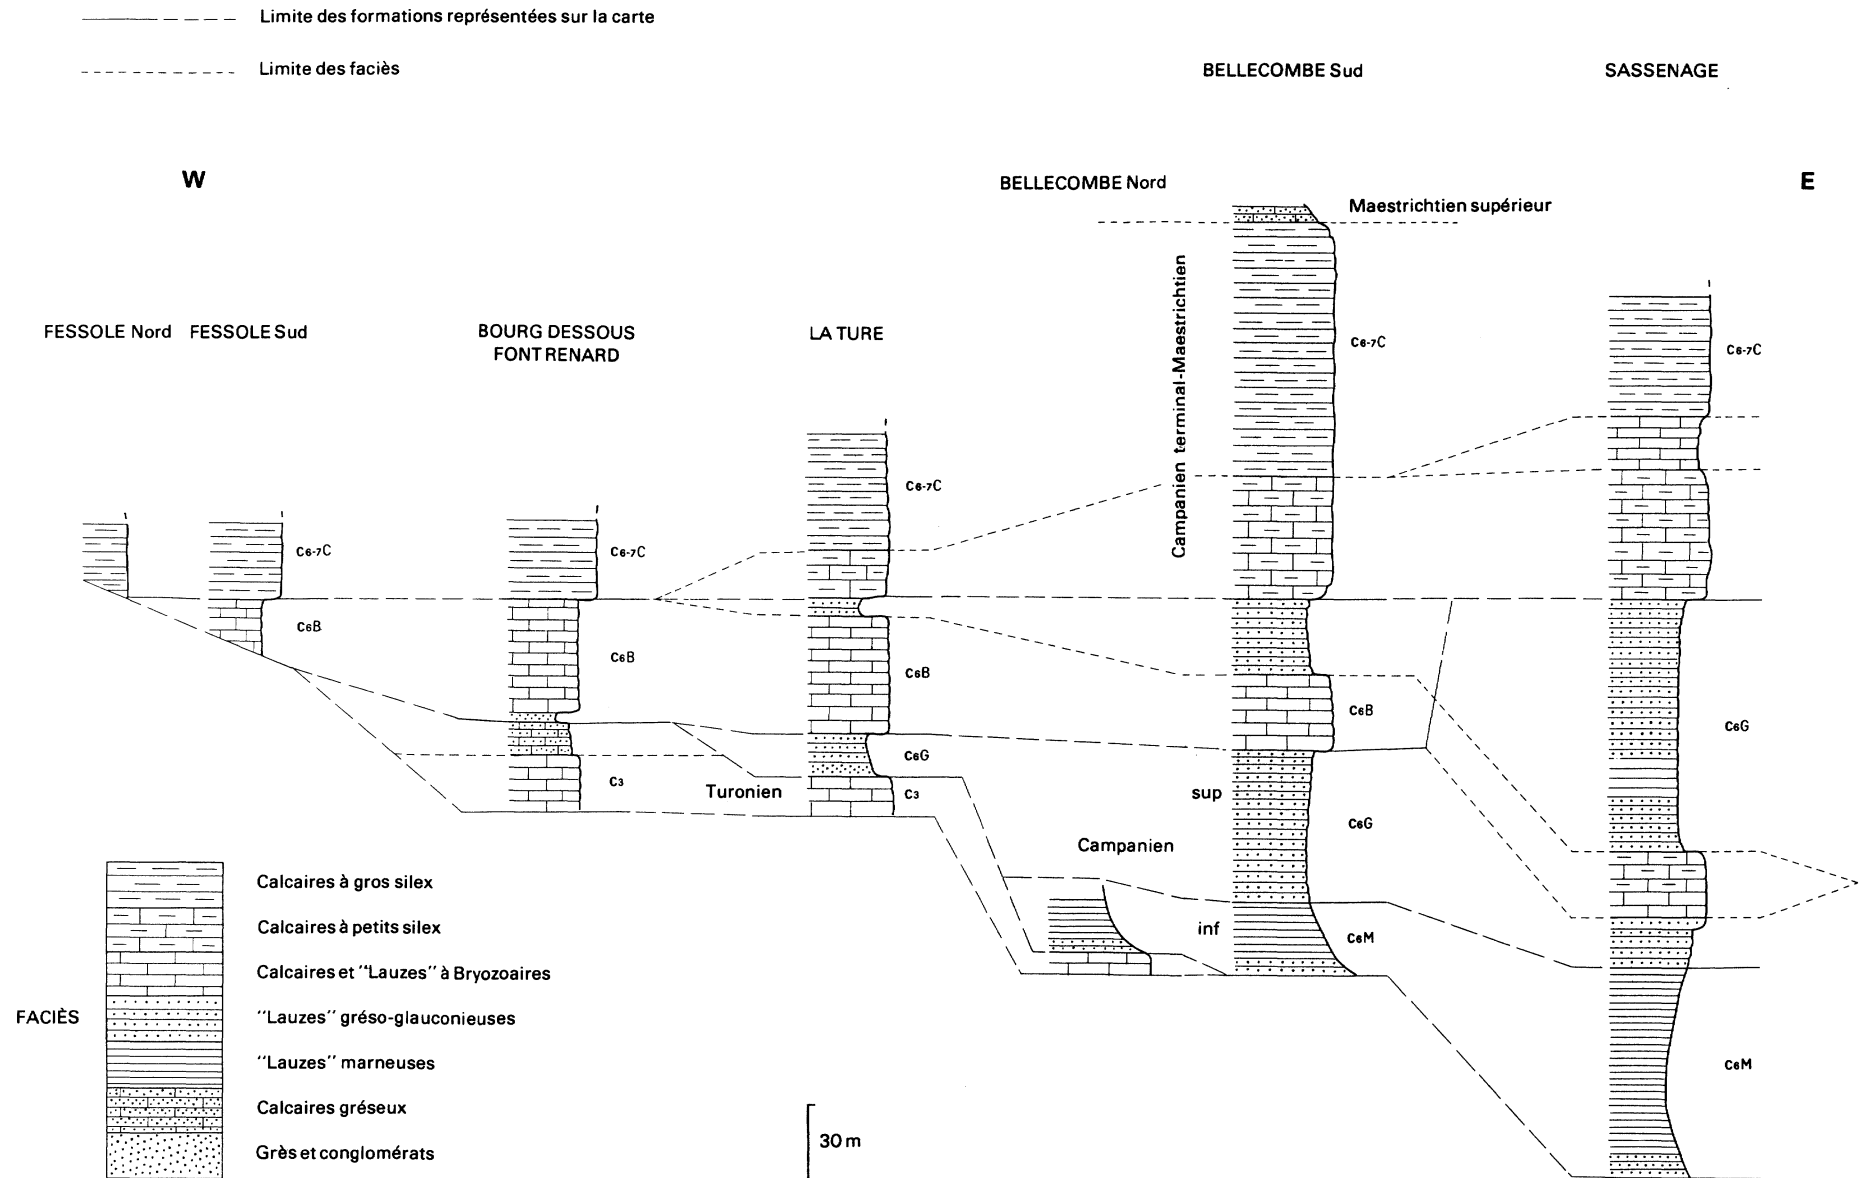 Limite des formations représentées sur la carte
Limite des faciès
BELLECOMBE Sud
SASSENAGE
W
BELLECOMBE Nord
E
Maestrichtien supérieur
Campanien terminal-Maestrichtien
FESSOLE Nord
FESSOLE Sud
BOURG DESSOUS
FONT RENARD
LA TURE
C6-7C
C6-7C
C6-7C
C6-7C
C6-7C
C6B
C6B
C6B
C6B
C6G
C6G
C3
Turonien
C3
sup
C6G
Campanien
inf
C6M
C6M
FACIÈS
Calcaires à gros silex
Calcaires à petits silex
Calcaires et "Lauzes" à Bryozoaires
"Lauzes" gréso-glauconieuses
"Lauzes" marneuses
Calcaires gréseux
Grès et conglomérats
30 m